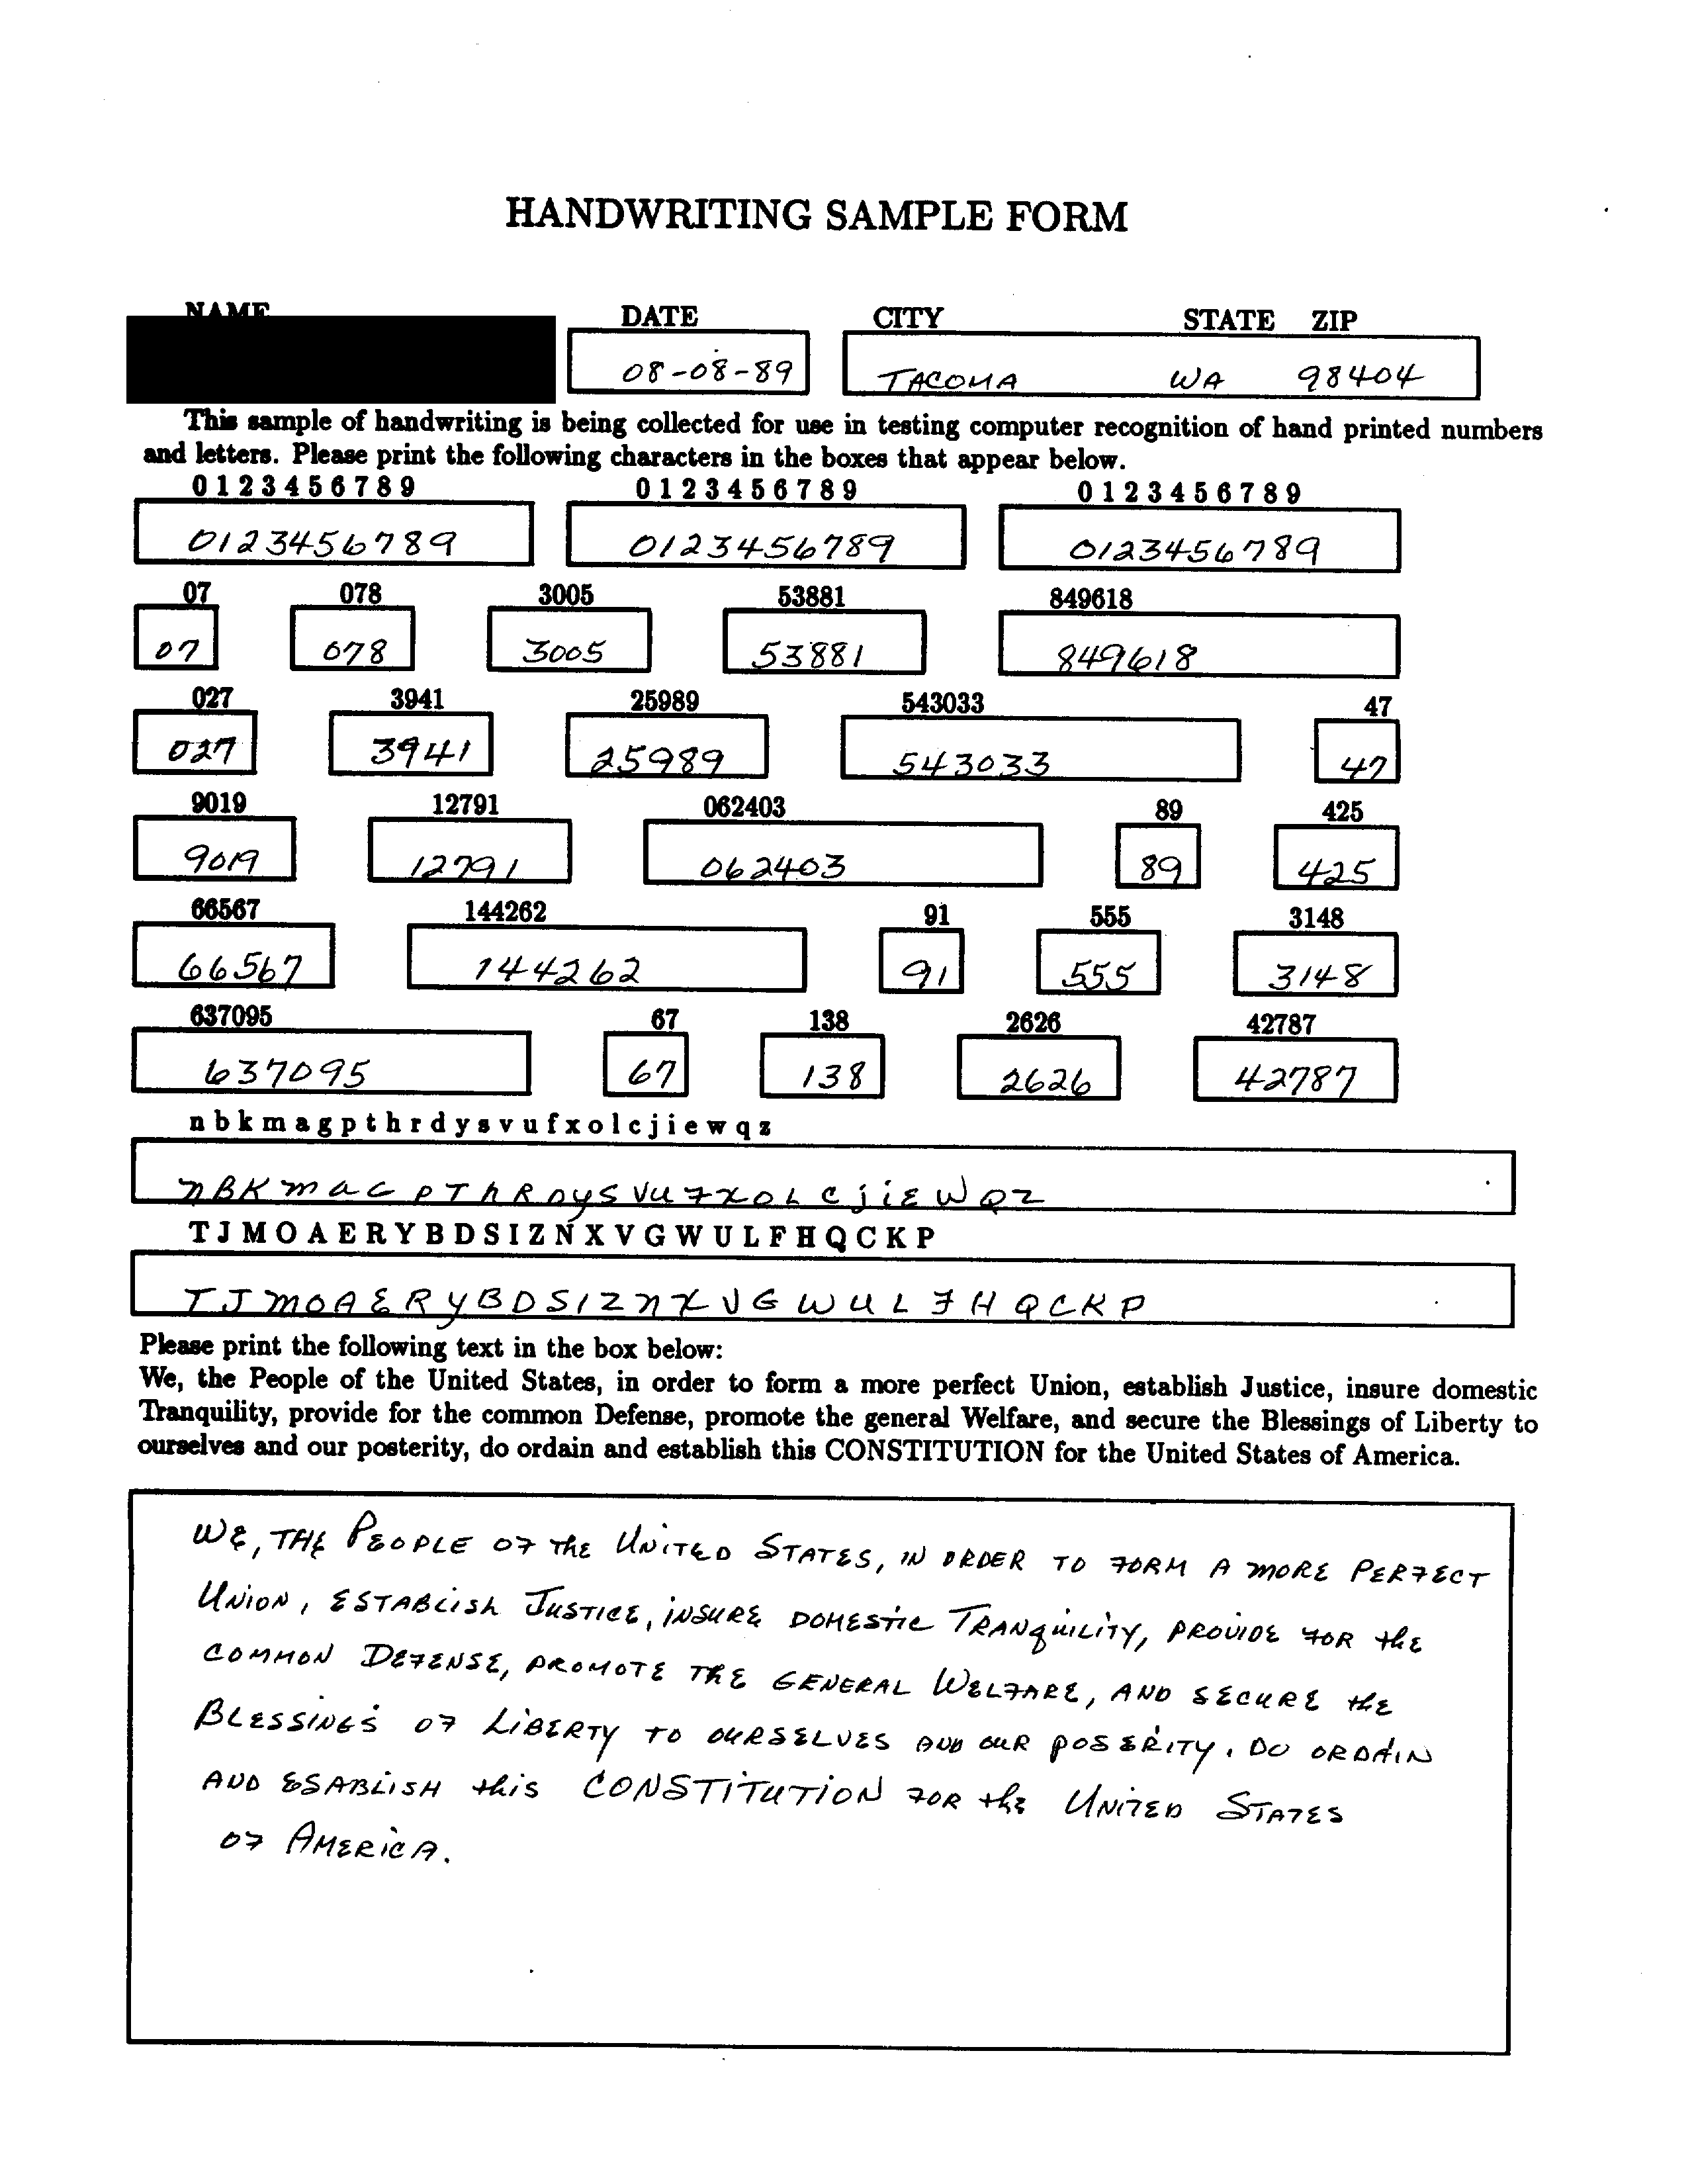 HANDWRITING SAMPLE FORM
NAME DATE CITY STATE ZIP
08-08-89 TACOMA WA 98404
This sample of handwriting is being collected for use in testing computer recognition of hand printed numbers
and letters. Please print the following characters in the boxes that appear below.
0 1 2 3 4 5 6 7 8 9 0 1 2 3 4 5 6 7 8 9 0 1 2 3 4 5 6 7 8 9
0123456789 0123456789 0123456789
07 078 3005 53881 849618
07 078 3005 53881 849618
027 3941 25989 543033 47
027 3941 25989 543033 47
9019 12791 062403 89 425
9019 12791 062403 89 425
66567 144262 91 555 3148
66567 144262 91 555 3148
637095 67 138 2626 42787
637095 67 138 2626 42787
n b k m a g p t h r d y s v u f x o l c j i e w q z
n B K m a G P T h R D y S V U F X O L C j i E W Q Z
T J M O A E R Y B D S I Z N X V G W U L F H Q C K P
T J M O A E R Y B D S I Z N X V G W U L F H Q C K P
Please print the following text in the box below:
We, the People of the United States, in order to form a more perfect Union, establish Justice, insure domestic
Tranquility, provide for the common Defense, promote the general Welfare, and secure the Blessings of Liberty to
ourselves and our posterity, do ordain and establish this CONSTITUTION for the United States of America.
WE, THE PEOPLE OF ThE UNiTED STATES, IN ORDER TO FORM A MORE PERFECT
UNiON, ESTABLiSh JUSTiCE, iNSURE DOMESTiC TRANqUiLiTY, PROViDE FOR thE
COMMON DEFENSE, PROMOTE THE GENERAL WELFARE, AND SECURE thE
BLESSiNGS OF LiBERTY TO OURSELVES AND OUR POSERiTY, DO ORDAiN
AND ESABLiSH thiS CONSTiTUTiON FOR thE UNiTED STATES
OF AMERiCA.